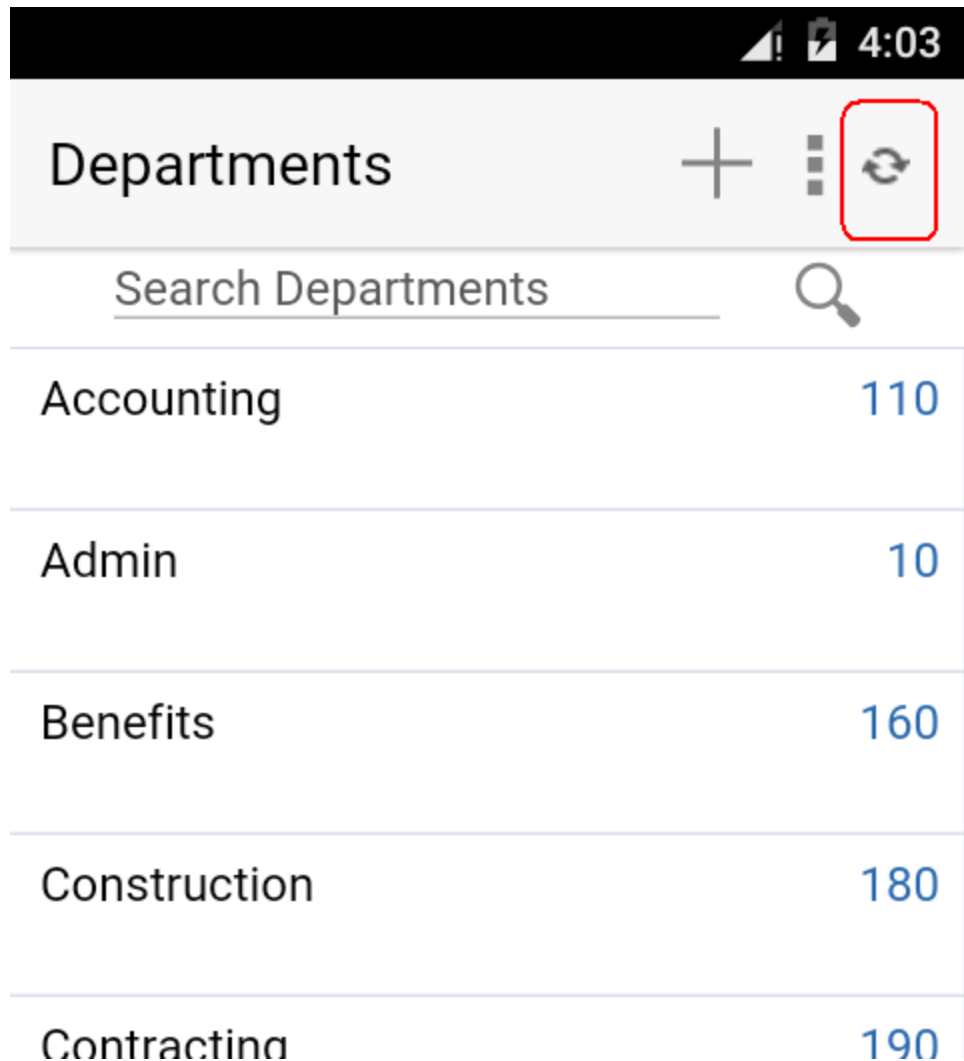 4:03
Departments
Search Departments
Accounting 110
Admin 10
Benefits 160
Construction 180
Contracting 190